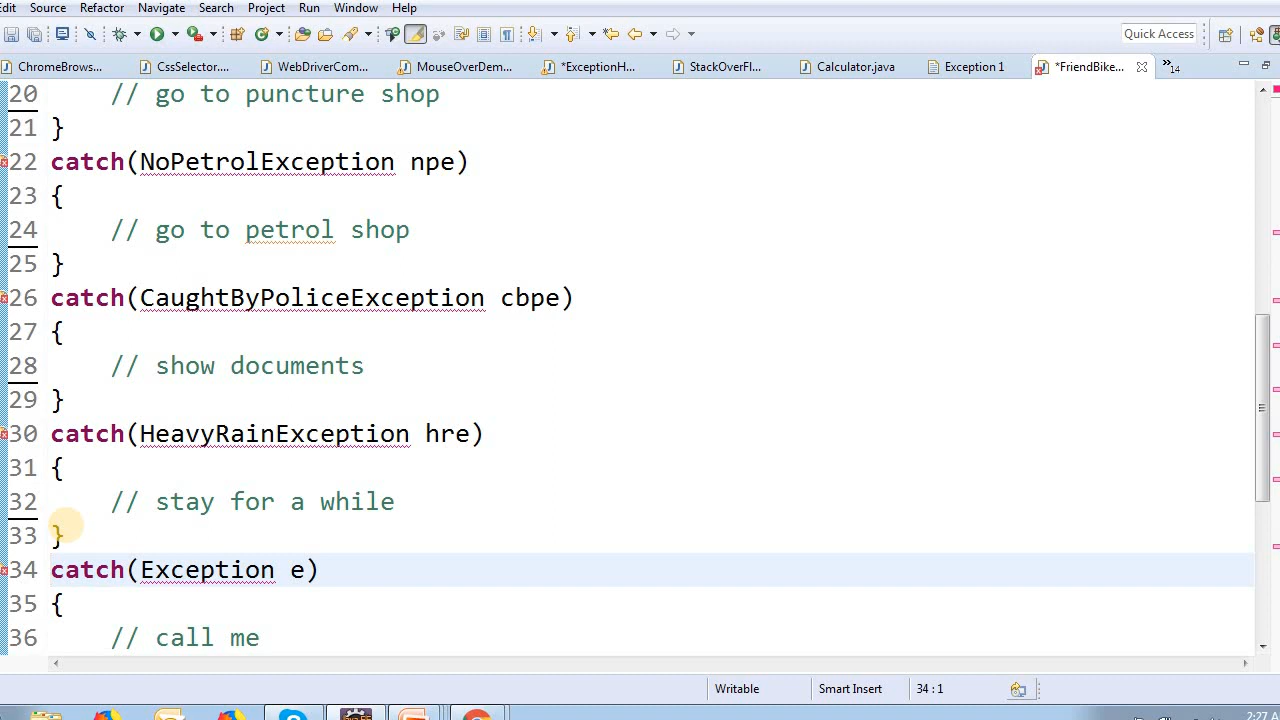 dit Source Refactor Navigate Search Project Run Window Help
Quick Access
ChromeBrows... CssSelector.... WebDriverCom... MouseOverDem... *ExceptionH... StackOverFl... Calculator.java Exception 1 *FriendBike... 14
20 // go to puncture shop
21 }
22 catch(NoPetrolException npe)
23 {
24 // go to petrol shop
25 }
26 catch(CaughtByPoliceException cbpe)
27 {
28 // show documents
29 }
30 catch(HeavyRainException hre)
31 {
32 // stay for a while
33 }
34 catch(Exception e)
35 {
36 // call me
Writable Smart Insert 34 : 1
2:27 A